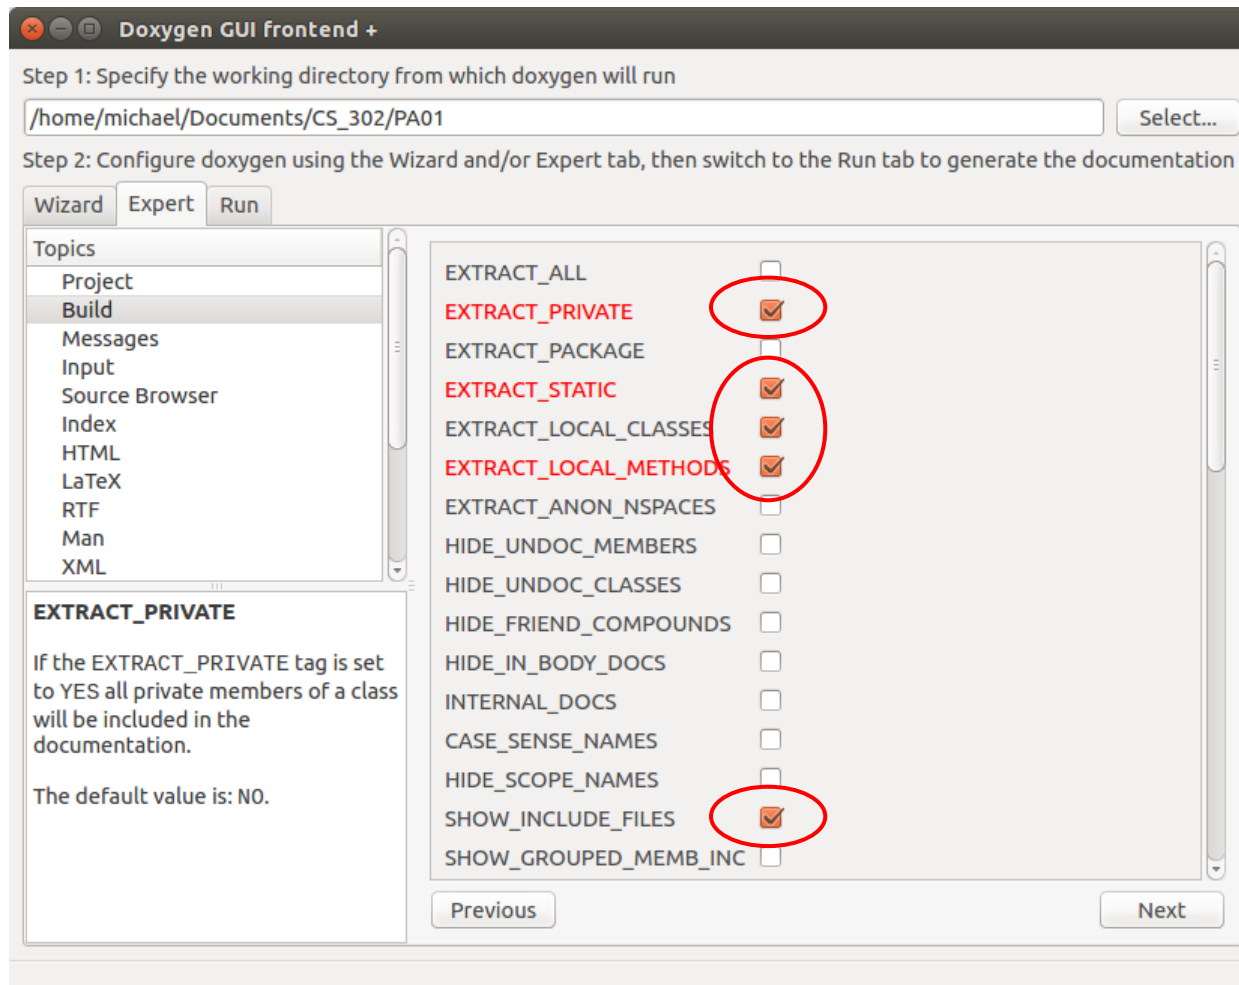 Doxygen GUI frontend +
Step 1: Specify the working directory from which doxygen will run
/home/michael/Documents/CS_302/PA01
Select...
Step 2: Configure doxygen using the Wizard and/or Expert tab, then switch to the Run tab to generate the documentation
Wizard
Expert
Run
Topics
Project
Build
Messages
Input
Source Browser
Index
HTML
LaTeX
RTF
Man
XML
EXTRACT_PRIVATE
If the EXTRACT_PRIVATE tag is set
to YES all private members of a class
will be included in the
documentation.
The default value is: NO.
EXTRACT_ALL
EXTRACT_PRIVATE
EXTRACT_PACKAGE
EXTRACT_STATIC
EXTRACT_LOCAL_CLASSES
EXTRACT_LOCAL_METHODS
EXTRACT_ANON_NSPACES
HIDE_UNDOC_MEMBERS
HIDE_UNDOC_CLASSES
HIDE_FRIEND_COMPOUNDS
HIDE_IN_BODY_DOCS
INTERNAL_DOCS
CASE_SENSE_NAMES
HIDE_SCOPE_NAMES
SHOW_INCLUDE_FILES
SHOW_GROUPED_MEMB_INC
Previous
Next